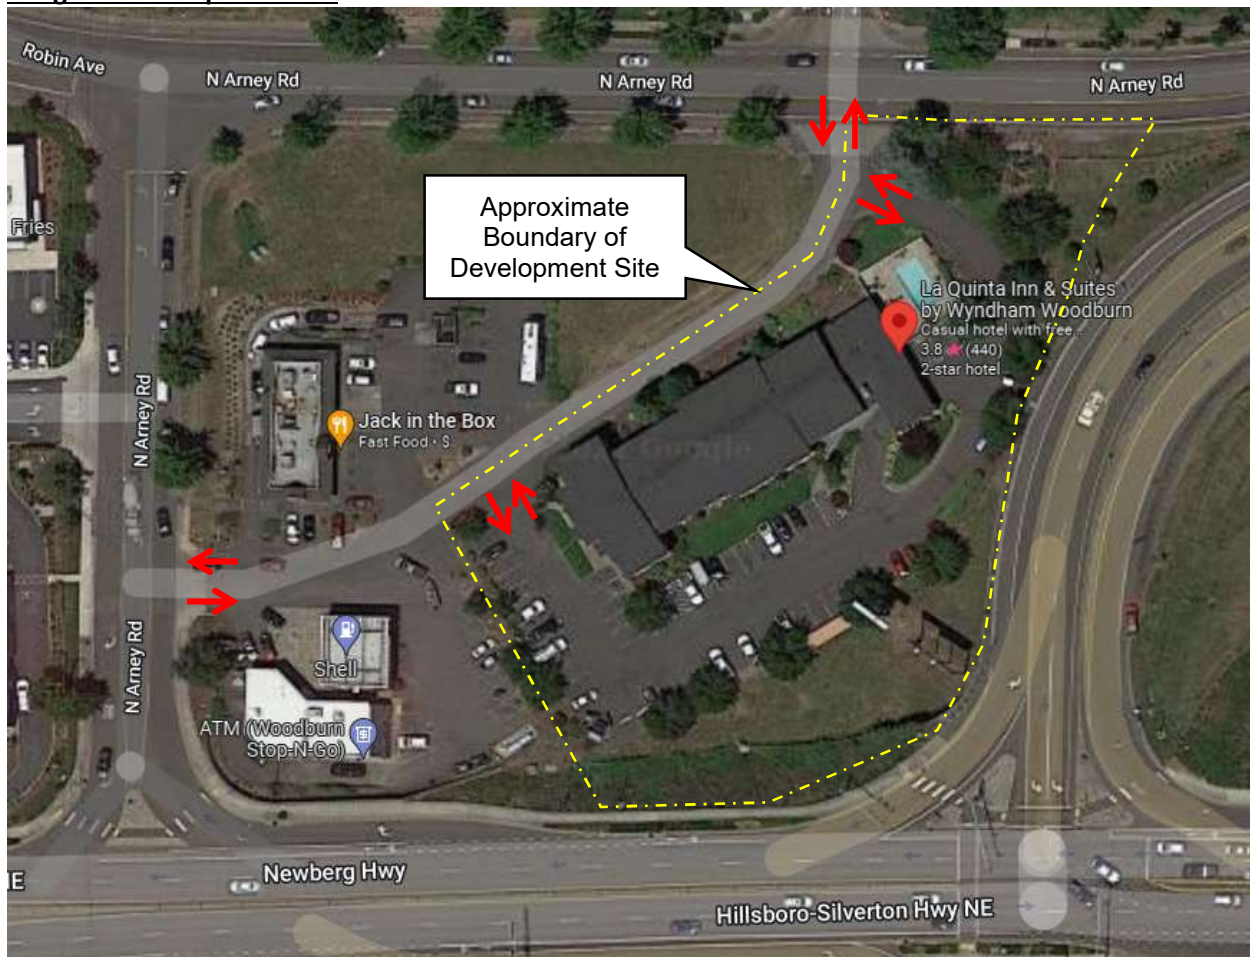 Robin Ave
N Arney Rd
N Arney Rd
N Arney Rd
Fries
Approximate
Boundary of
Development Site
La Quinta Inn & Suites
by Wyndham Woodburn
Casual hotel with free...
3.8 ★ (440)
2-star hotel
N Arney Rd
Jack in the Box
Fast Food · $
Google
N Arney Rd
Shell
ATM (Woodburn
Stop-N-Go)
Newberg Hwy
IE
Hillsboro-Silverton Hwy NE